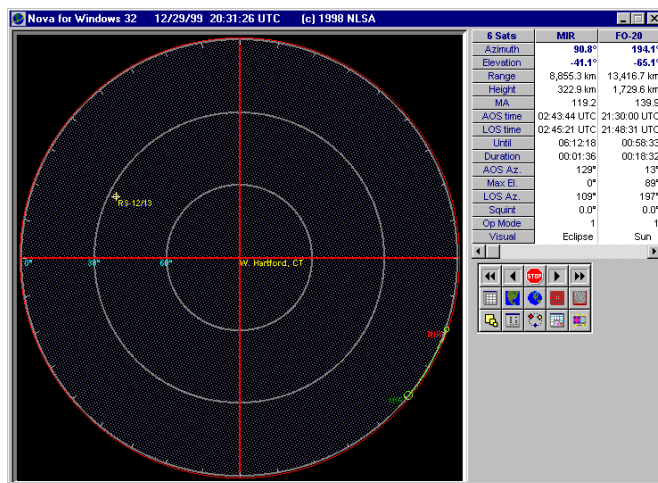 Nova for Windows 32 12/29/99 20:31:26 UTC (c) 1998 NLSA
6 Sats MIR FO-20
Azimuth 90.8° 194.1°
Elevation -41.1° -65.1°
Range 8,855.3 km 13,416.7 km
Height 322.9 km 1,729.6 km
MA 119.2 139.9
AOS time 02:43:44 UTC 21:30:00 UTC
LOS time 02:45:21 UTC 21:48:31 UTC
Until 06:12:18 00:58:33
Duration 00:01:36 00:18:32
AOS Az. 129° 13°
Max El. 0° 89°
LOS Az. 109° 197°
Squint 0.0° 0.0°
Op Mode 1 1
Visual Eclipse Sun
RS-12/13
0° 30° 60° W. Hartford, CT
STOP